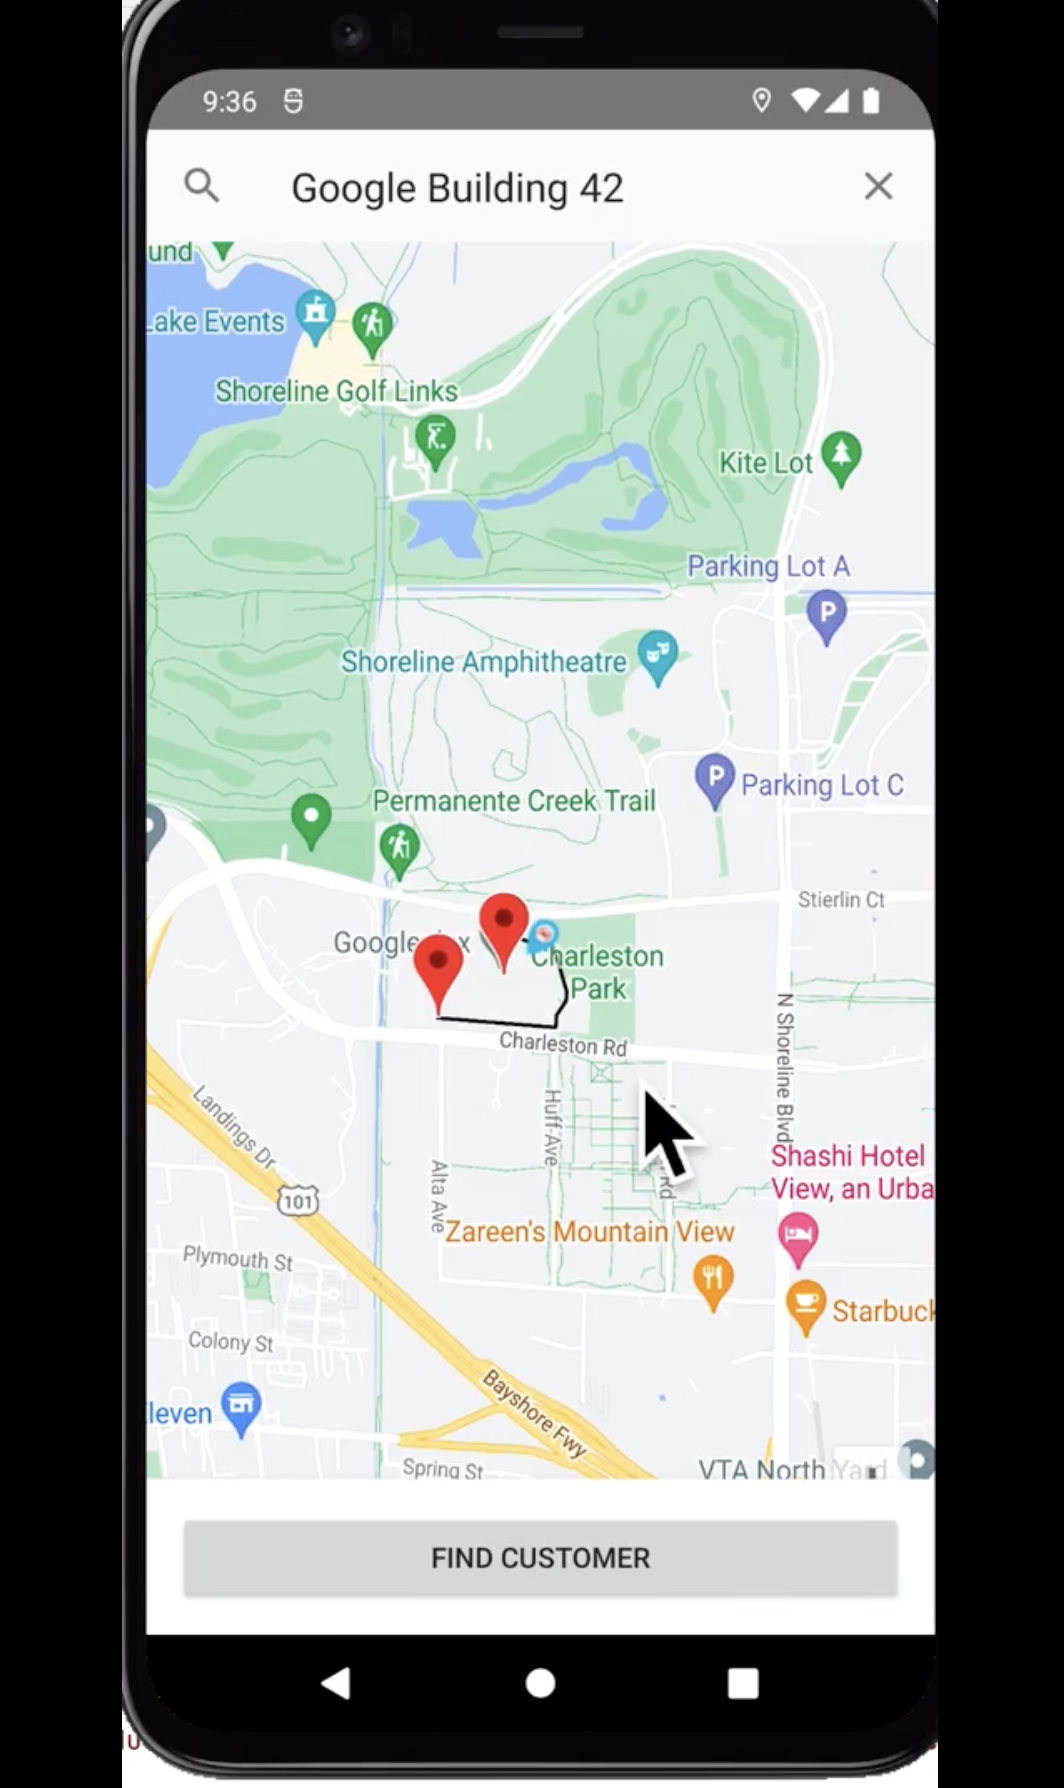 9:36
Google Building 42
und
Lake Events
Shoreline Golf Links
Kite Lot
Parking Lot A
P
Shoreline Amphitheatre
P
Parking Lot C
Permanente Creek Trail
Stierlin Ct
Google
x
Charleston
Park
N Shoreline Blvd
Charleston Rd
Huff Ave
Landings Dr
Rd
Shashi Hotel
View, an Urba
101
Alta Ave
Zareen's Mountain View
Plymouth St
Starbuck
Colony St
Bayshore Fwy
leven
Spring St
VTA North Yard
FIND CUSTOMER